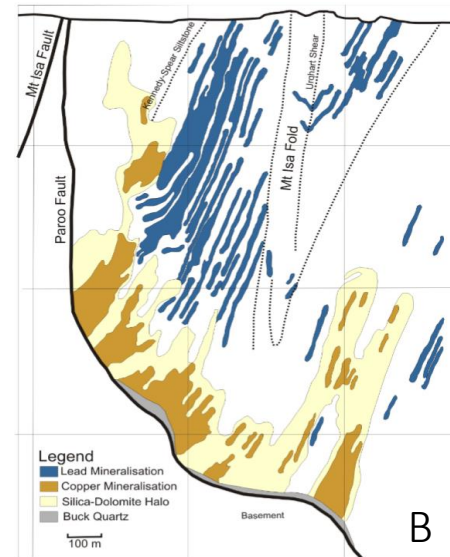 Mt Isa Fault
Paroo Fault
Kennedy-Spear Siltstone
Mt Isa Fold
Urquhart Shear
Legend
Lead Mineralisation
Copper Mineralisation
Silica-Dolomite Halo
Buck Quartz
100 m
Basement
B